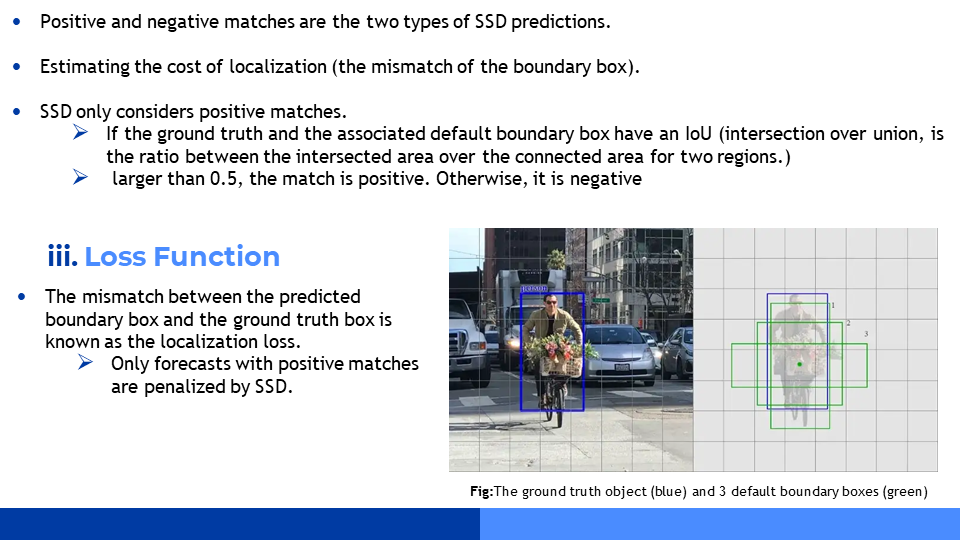 Positive and negative matches are the two types of SSD predictions.
Estimating the cost of localization (the mismatch of the boundary box).
SSD only considers positive matches.
If the ground truth and the associated default boundary box have an IoU (intersection over union, is
the ratio between the intersected area over the connected area for two regions.)
larger than 0.5, the match is positive. Otherwise, it is negative
iii. Loss Function
The mismatch between the predicted
boundary box and the ground truth box is
known as the localization loss.
Only forecasts with positive matches
are penalized by SSD.
1
2
3
Fig:The ground truth object (blue) and 3 default boundary boxes (green)